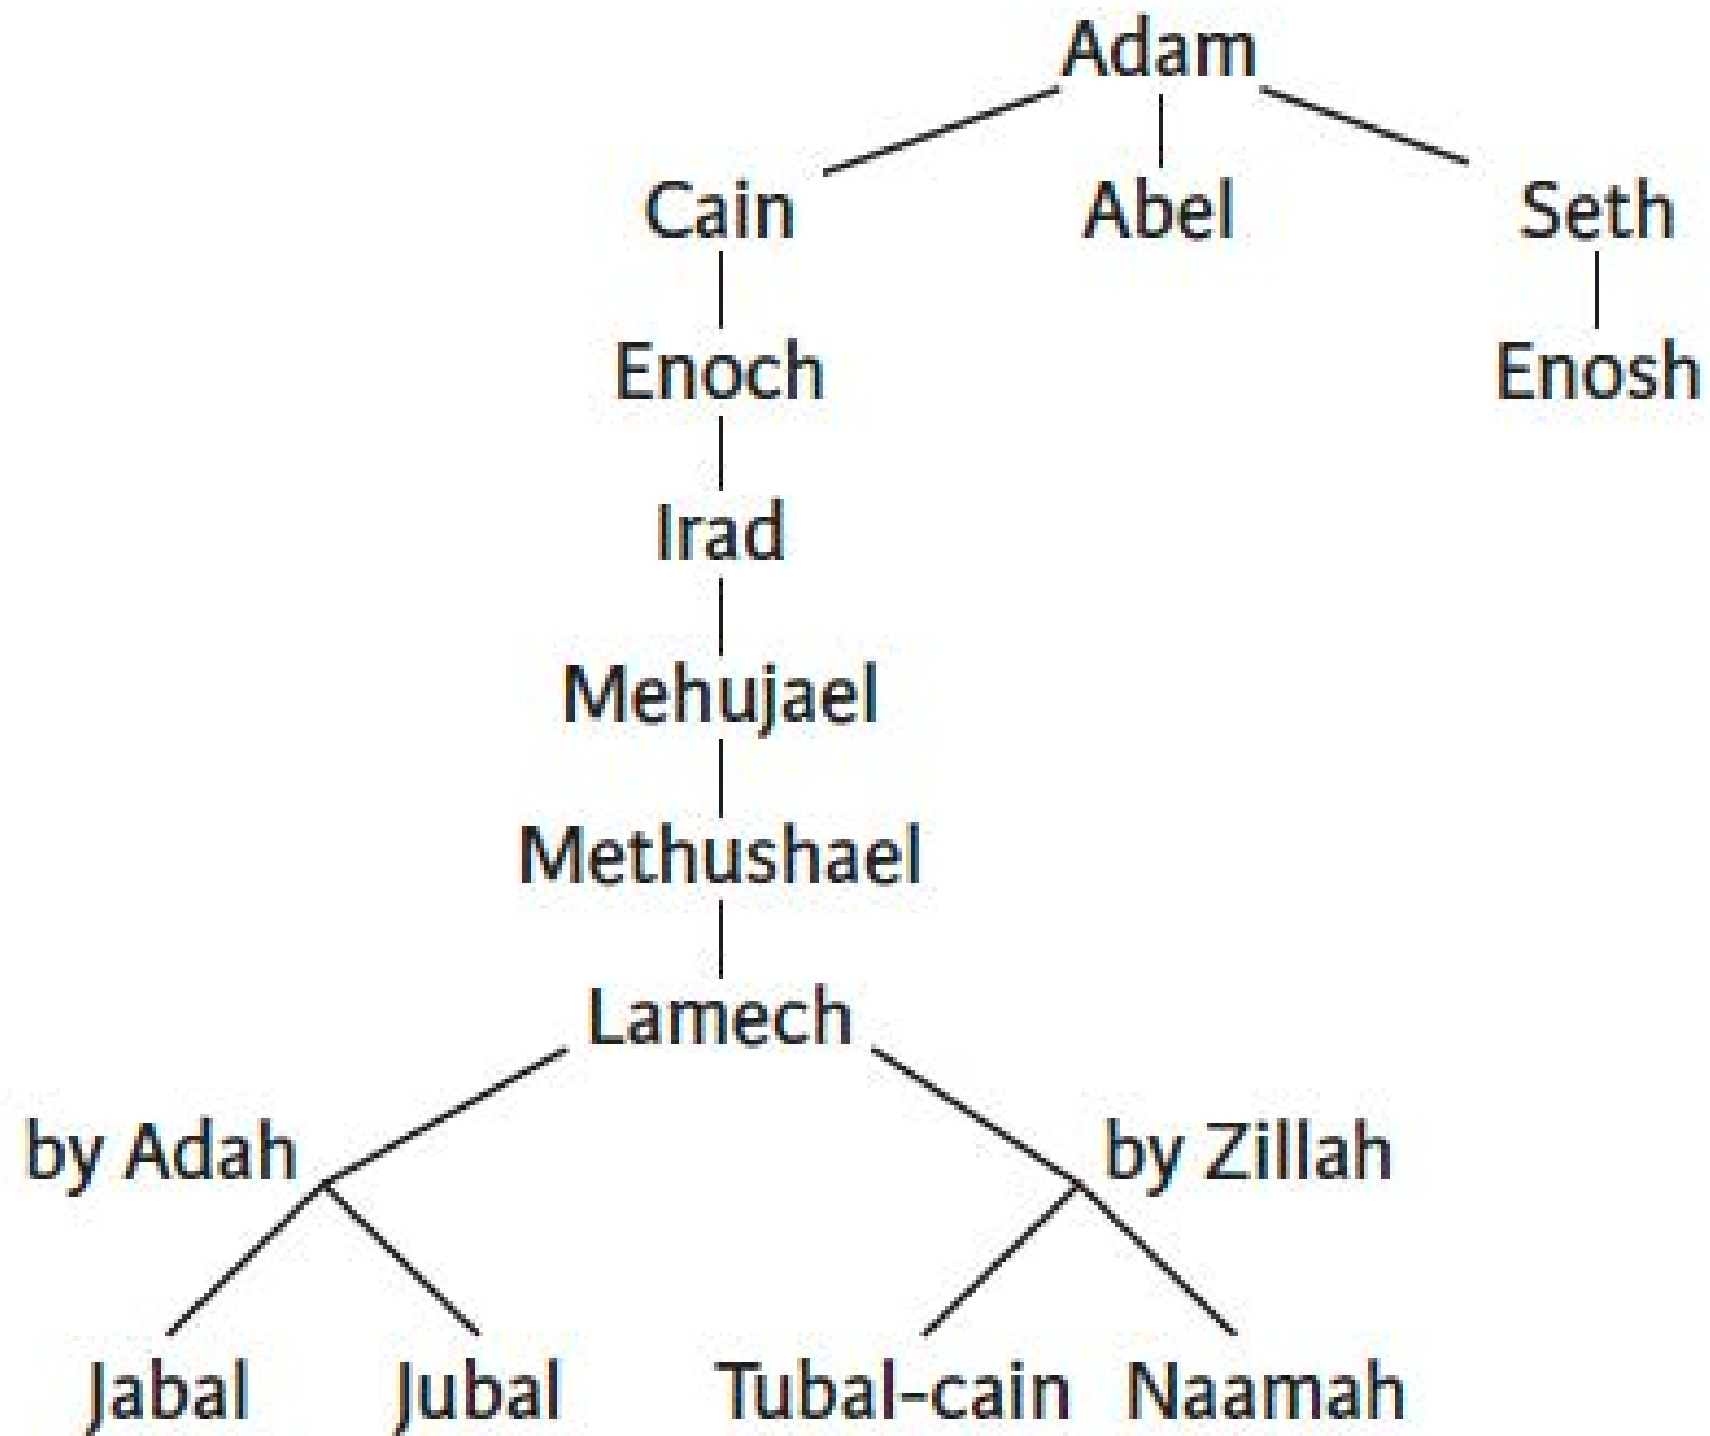 Adam
Cain Abel Seth
Enoch Enosh
Irad
Mehujael
Methushael
Lamech
by Adah by Zillah
Jabal Jubal Tubal-cain Naamah